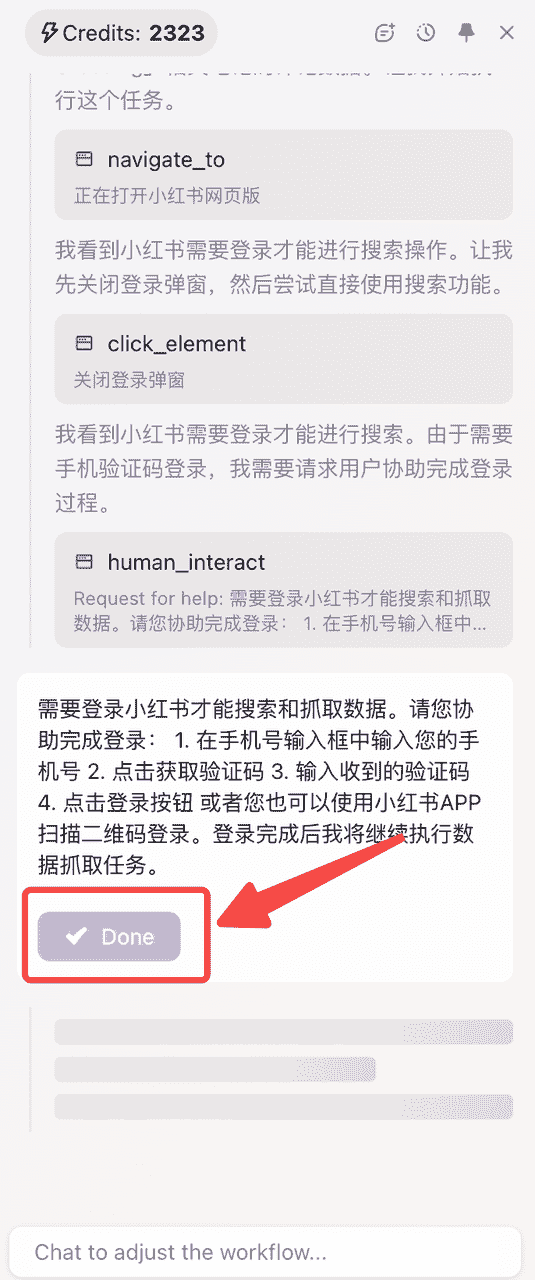 Credits: 2323
行这个任务。
navigate_to
正在打开小红书网页版
我看到小红书需要登录才能进行搜索操作。让我
先关闭登录弹窗，然后尝试直接使用搜索功能。
click_element
关闭登录弹窗
我看到小红书需要登录才能进行搜索。由于需要
手机验证码登录，我需要请求用户协助完成登录
过程。
human_interact
Request for help: 需要登录小红书才能搜索和抓取
数据。请您协助完成登录： 1. 在手机号输入框中...
需要登录小红书才能搜索和抓取数据。请您协
助完成登录： 1. 在手机号输入框中输入您的手
机号 2. 点击获取验证码 3. 输入收到的验证码
4. 点击登录按钮 或者您也可以使用小红书APP
扫描二维码登录。登录完成后我将继续执行数
据抓取任务。
Done
Chat to adjust the workflow...